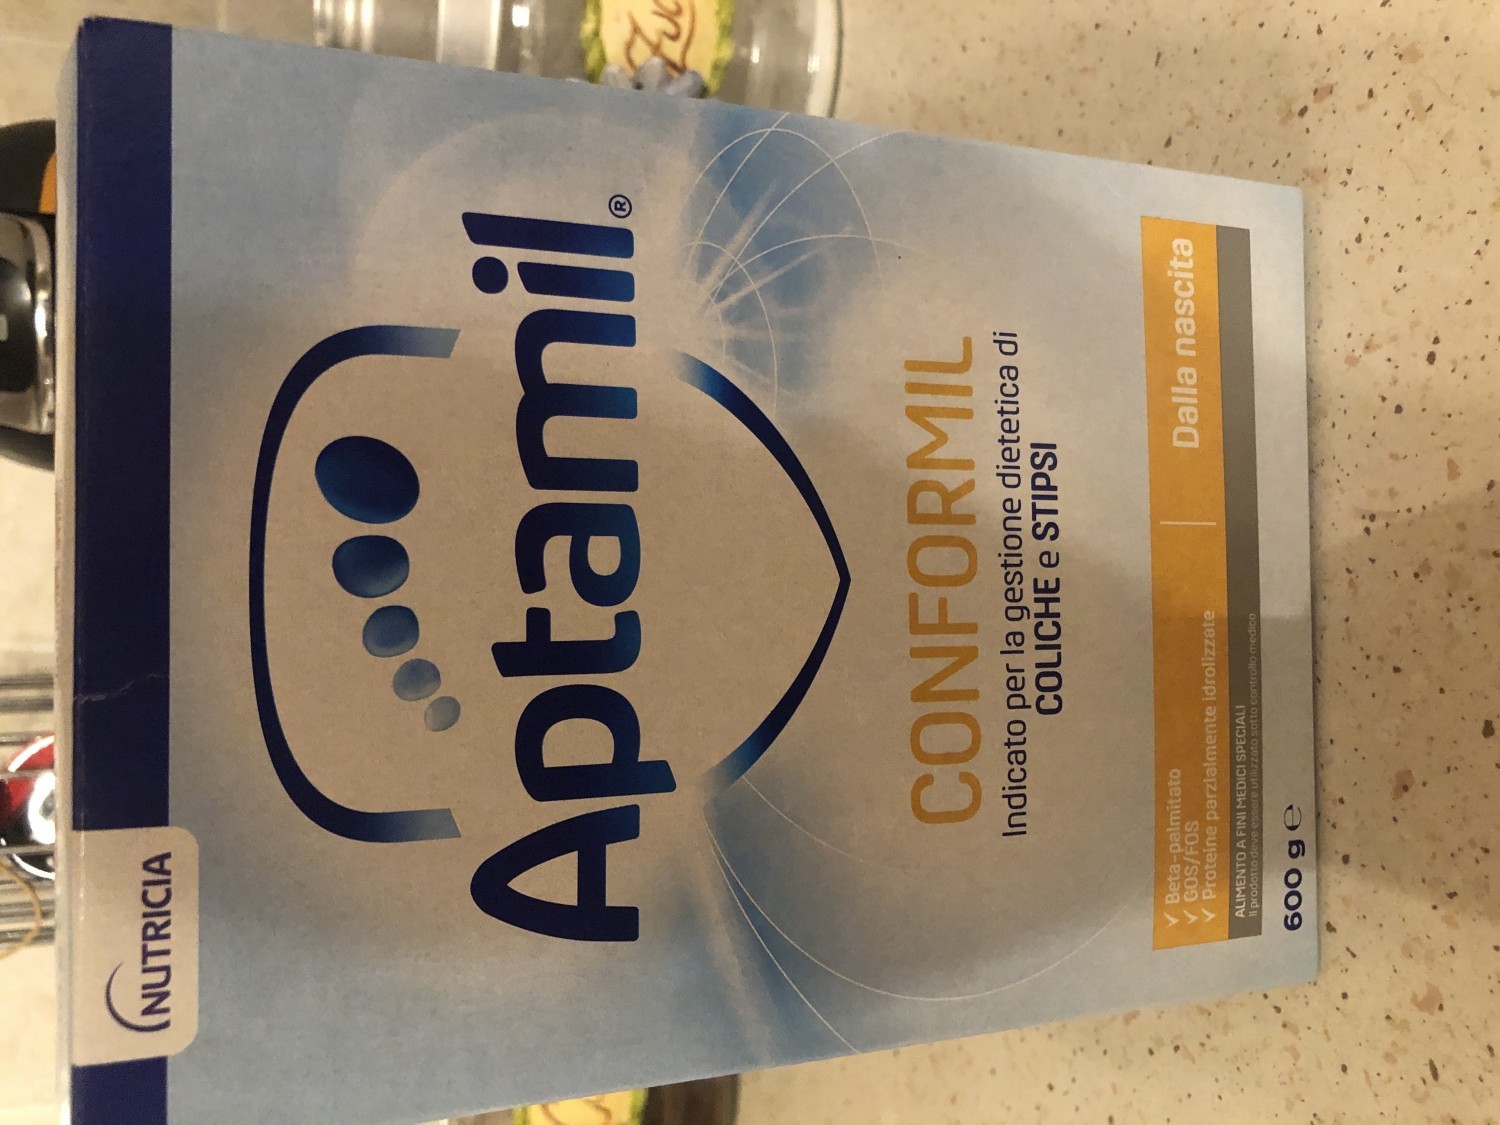 NUTRICIA
Aptamil®
CONFORMIL
Indicato per la gestione dietetica di
COLICHE e STIPSI
Beta-palmitato
GOS/FOS
Proteine parzialmente idrolizzate
Dalla nascita
ALIMENTO A FINI MEDICI SPECIALI
Il prodotto deve essere utilizzato sotto controllo medico
600 g e
Zuc